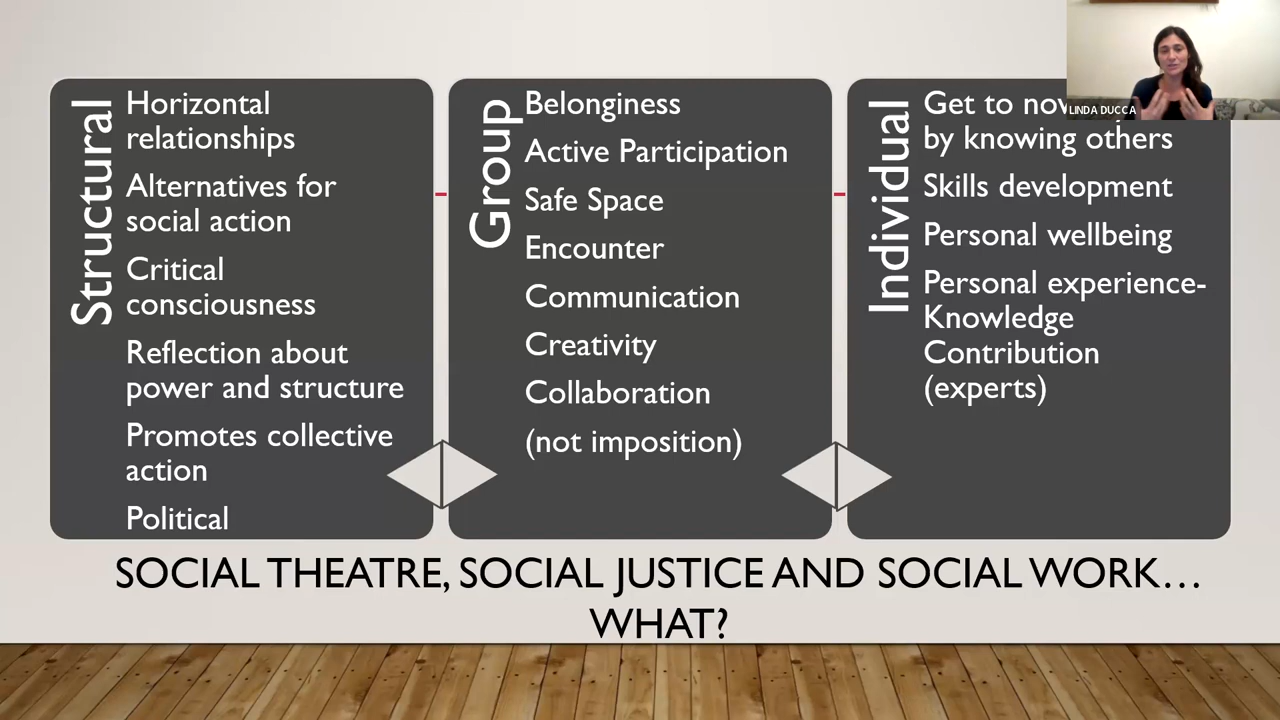 Structural
Horizontal
relationships
Alternatives for
social action
Critical
consciousness
Reflection about
power and structure
Promotes collective
action
Political
Group
Belonginess
Active Participation
Safe Space
Encounter
Communication
Creativity
Collaboration
(not imposition)
Individual
Get to
by knowing others
Skills development
Personal wellbeing
Personal experience-
Knowledge
Contribution
(experts)
LINDA DUCCA
SOCIAL THEATRE, SOCIAL JUSTICE AND SOCIAL WORK…
WHAT?